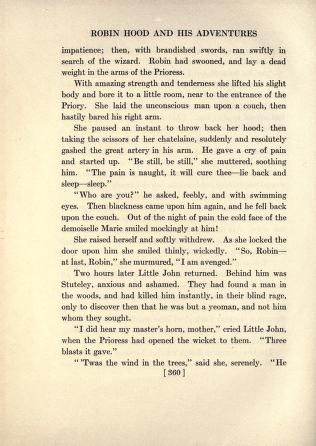 ROBIN HOOD AND HIS ADVENTURES
impatience; then, with brandished swords, ran swiftly in
search of the wizard. Robin had swooned, and lay a dead
weight in the arms of the Prioress.
With amazing strength and tenderness she lifted his slight
body and bore it to a little room, near to the entrance of the
Priory. She laid the unconscious man upon a couch, then
hastily bared his right arm.
She paused an instant to throw back her hood; then
taking the scissors of her chatelaine, suddenly and resolutely
gashed the great artery in his arm. He gave a cry of pain
and started up. "Be still, be still," she muttered, soothing
him. "The pain is naught, it will cure thee—lie back and
sleep—sleep."
"Who are you?" he asked, feebly, and with swimming
eyes. Then blackness came upon him again, and he fell back
upon the couch. Out of the night of pain the cold face of the
demoiselle Marie smiled mockingly at him!
She raised herself and softly withdrew. As she locked the
door upon him she smiled thinly, wickedly. "So, Robin—
at last, Robin," she murmured, "I am avenged."
Two hours later Little John returned. Behind him was
Stuteley, anxious and ashamed. They had found a man in
the woods, and had killed him instantly, in their blind rage,
only to discover then that he was but a yeoman, and not him
whom they sought.
"I did hear my master's horn, mother," cried Little John,
when the Prioress had opened the wicket to them. "Three
blasts it gave."
"'Twas the wind in the trees," said she, serenely. "He
[ 360 ]